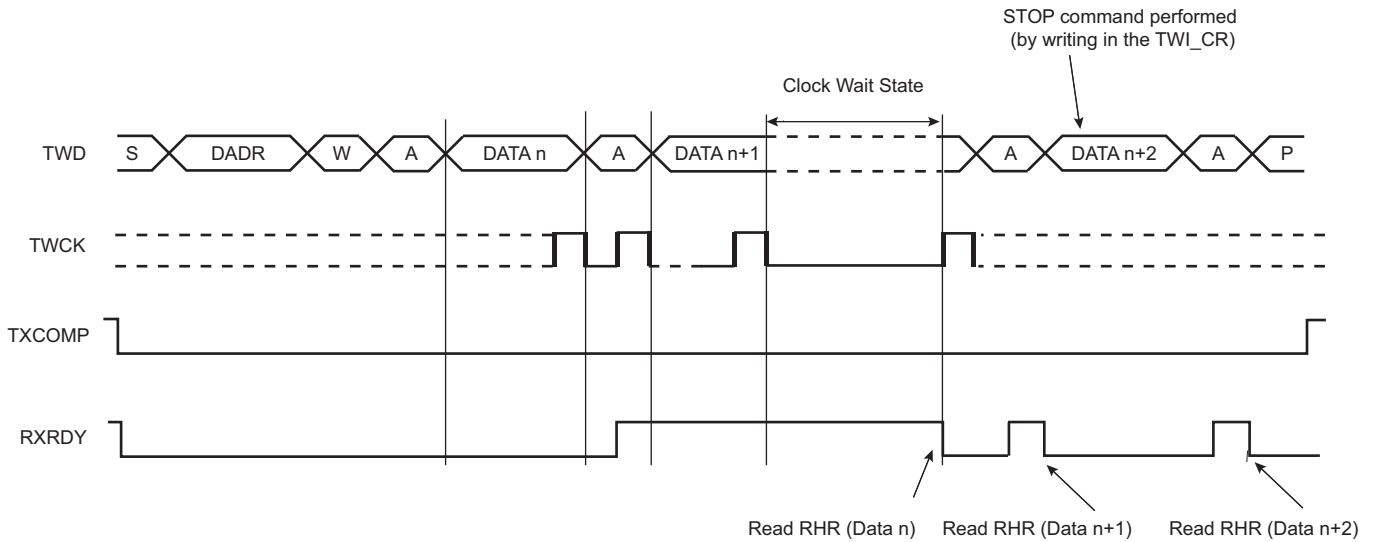 STOP command performed
(by writing in the TWI_CR)
Clock Wait State
TWD S DADR W A DATA n A DATA n+1 A DATA n+2 A P
TWCK
TXCOMP
RXRDY
Read RHR (Data n) Read RHR (Data n+1) Read RHR (Data n+2)